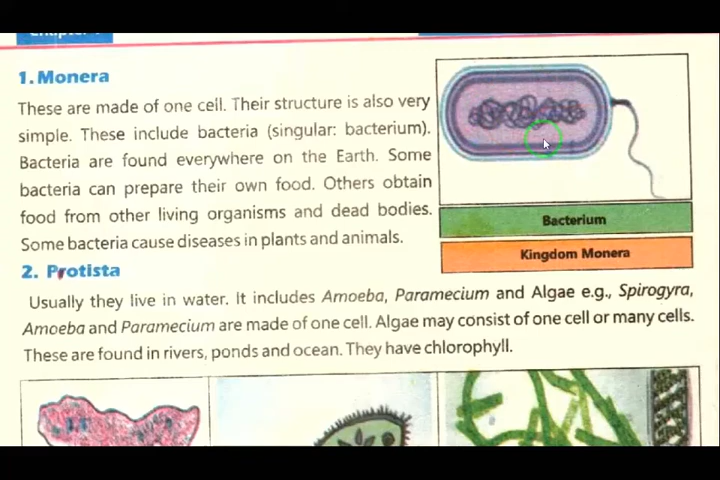 1. Monera
These are made of one cell. Their structure is also very
simple. These include bacteria (singular: bacterium).
Bacteria are found everywhere on the Earth. Some
bacteria can prepare their own food. Others obtain
food from other living organisms and dead bodies.
Some bacteria cause diseases in plants and animals.
Bacterium
Kingdom Monera
2. Protista
Usually they live in water. It includes Amoeba, Paramecium and Algae e.g., Spirogyra,
Amoeba and Paramecium are made of one cell. Algae may consist of one cell or many cells.
These are found in rivers, ponds and ocean. They have chlorophyll.